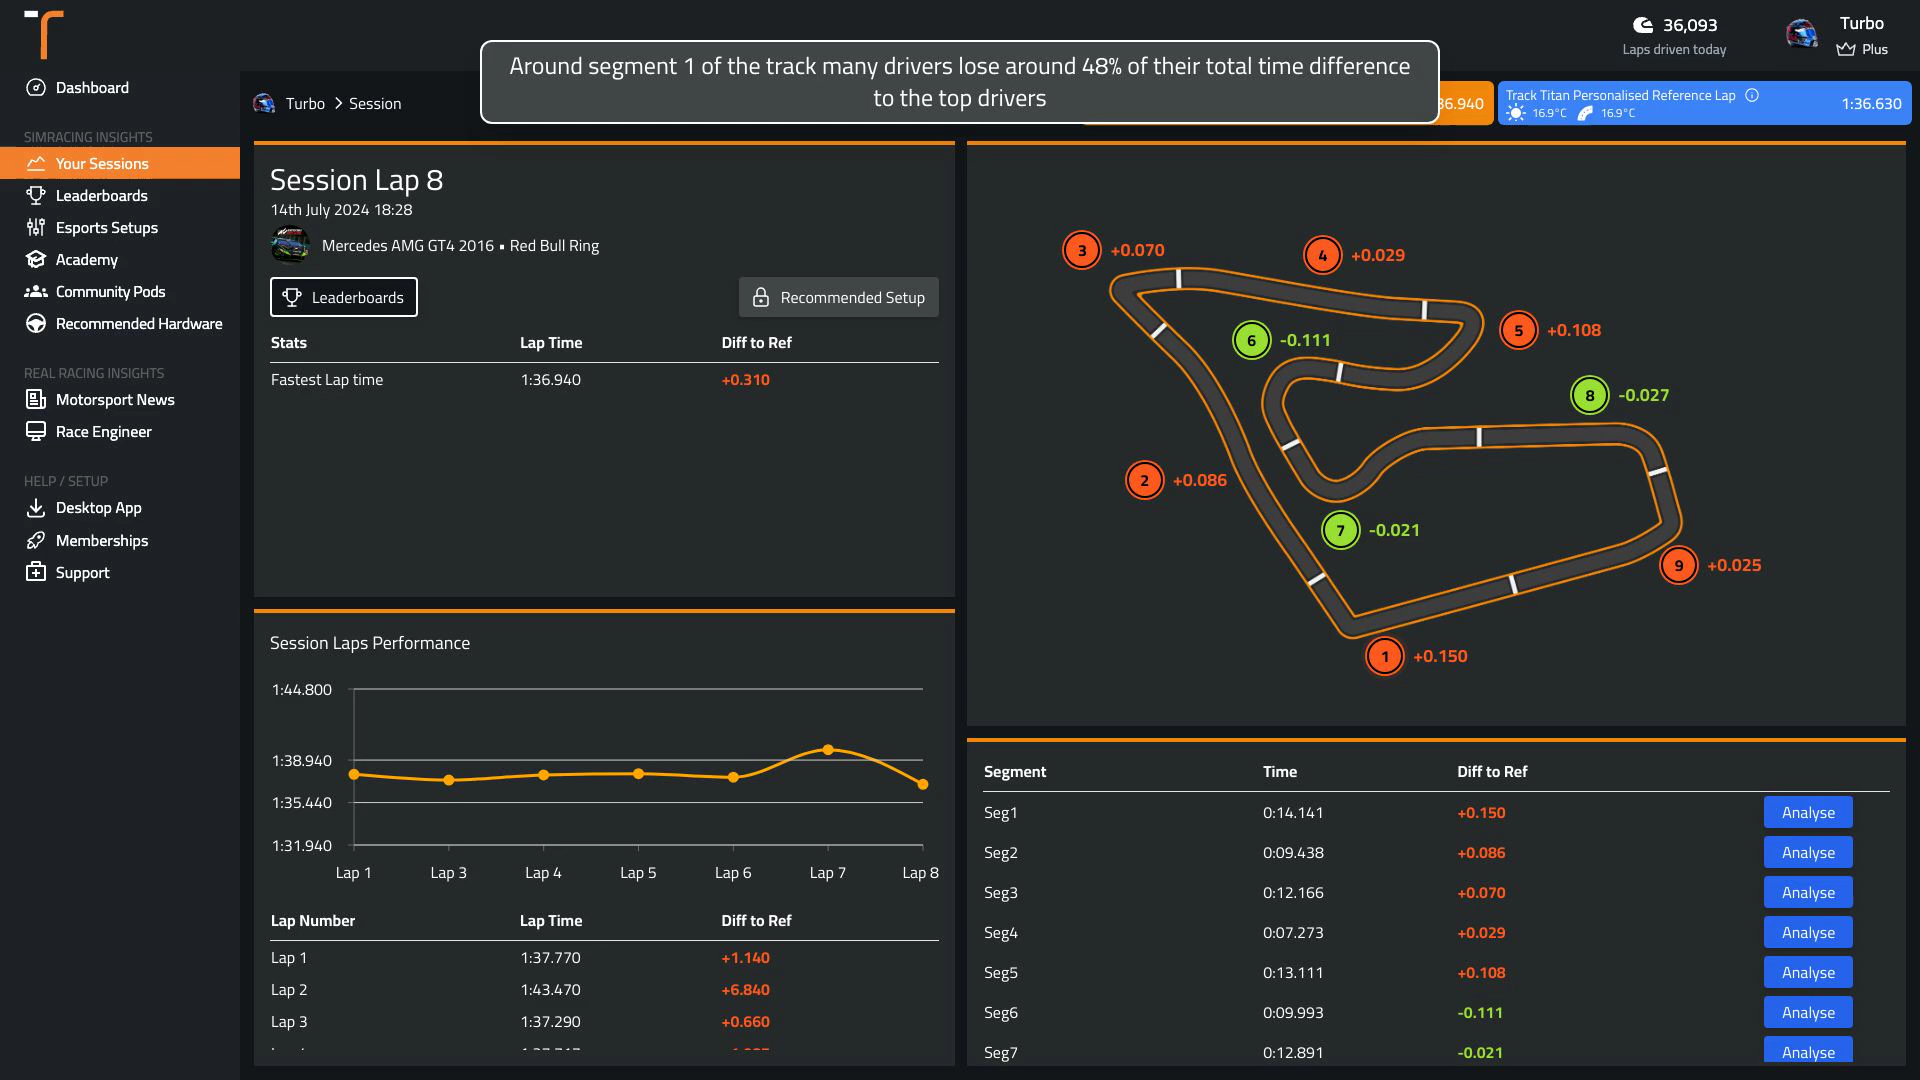 36,093
Laps driven today
Turbo
Plus
Around segment 1 of the track many drivers lose around 48% of their total time difference
to the top drivers
Dashboard
SIMRACING INSIGHTS
Your Sessions
Leaderboards
Esports Setups
Academy
Community Pods
Recommended Hardware
REAL RACING INSIGHTS
Motorsport News
Race Engineer
HELP / SETUP
Desktop App
Memberships
Support
Turbo > Session
36.940
Track Titan Personalised Reference Lap
16.9°C 16.9°C
1:36.630
Session Lap 8
14th July 2024 18:28
Mercedes AMG GT4 2016 • Red Bull Ring
Leaderboards
Recommended Setup
Stats Lap Time Diff to Ref
Fastest Lap time 1:36.940 +0.310
Session Laps Performance
1:44.800
1:38.940
1:35.440
1:31.940
Lap 1 Lap 3 Lap 4 Lap 5 Lap 6 Lap 7 Lap 8
Lap Number Lap Time Diff to Ref
Lap 1 1:37.770 +1.140
Lap 2 1:43.470 +6.840
Lap 3 1:37.290 +0.660
3 +0.070
4 +0.029
5 +0.108
6 -0.111
8 -0.027
2 +0.086
7 -0.021
9 +0.025
1 +0.150
Segment Time Diff to Ref
Seg1 0:14.141 +0.150 Analyse
Seg2 0:09.438 +0.086 Analyse
Seg3 0:12.166 +0.070 Analyse
Seg4 0:07.273 +0.029 Analyse
Seg5 0:13.111 +0.108 Analyse
Seg6 0:09.993 -0.111 Analyse
Seg7 0:12.891 -0.021 Analyse